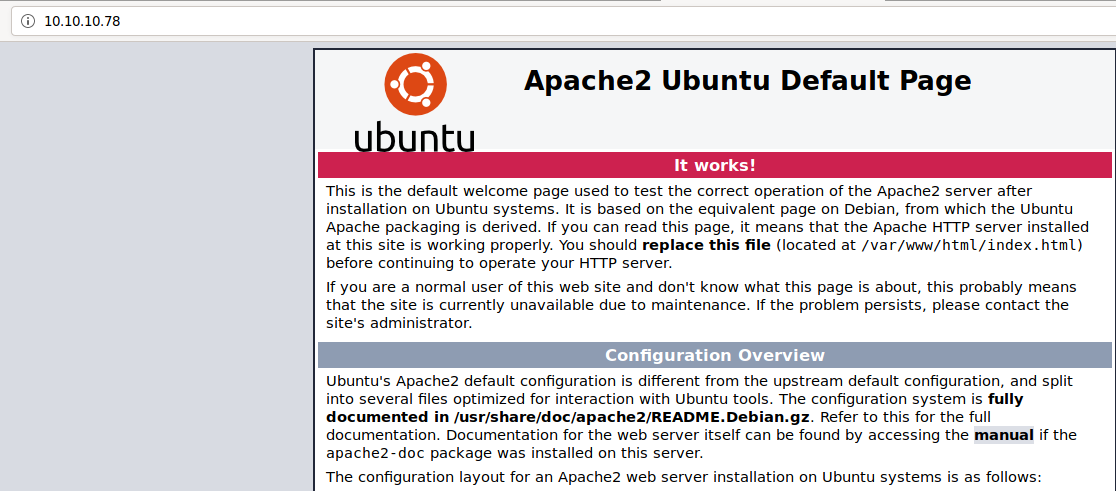 10.10.10.78
Apache2 Ubuntu Default Page
ubuntu
It works!
This is the default welcome page used to test the correct operation of the Apache2 server after
installation on Ubuntu systems. It is based on the equivalent page on Debian, from which the Ubuntu
Apache packaging is derived. If you can read this page, it means that the Apache HTTP server installed
at this site is working properly. You should replace this file (located at /var/www/html/index.html)
before continuing to operate your HTTP server.
If you are a normal user of this web site and don't know what this page is about, this probably means
that the site is currently unavailable due to maintenance. If the problem persists, please contact the
site's administrator.
Configuration Overview
Ubuntu's Apache2 default configuration is different from the upstream default configuration, and split
into several files optimized for interaction with Ubuntu tools. The configuration system is fully
documented in /usr/share/doc/apache2/README.Debian.gz. Refer to this for the full
documentation. Documentation for the web server itself can be found by accessing the manual if the
apache2-doc package was installed on this server.
The configuration layout for an Apache2 web server installation on Ubuntu systems is as follows: